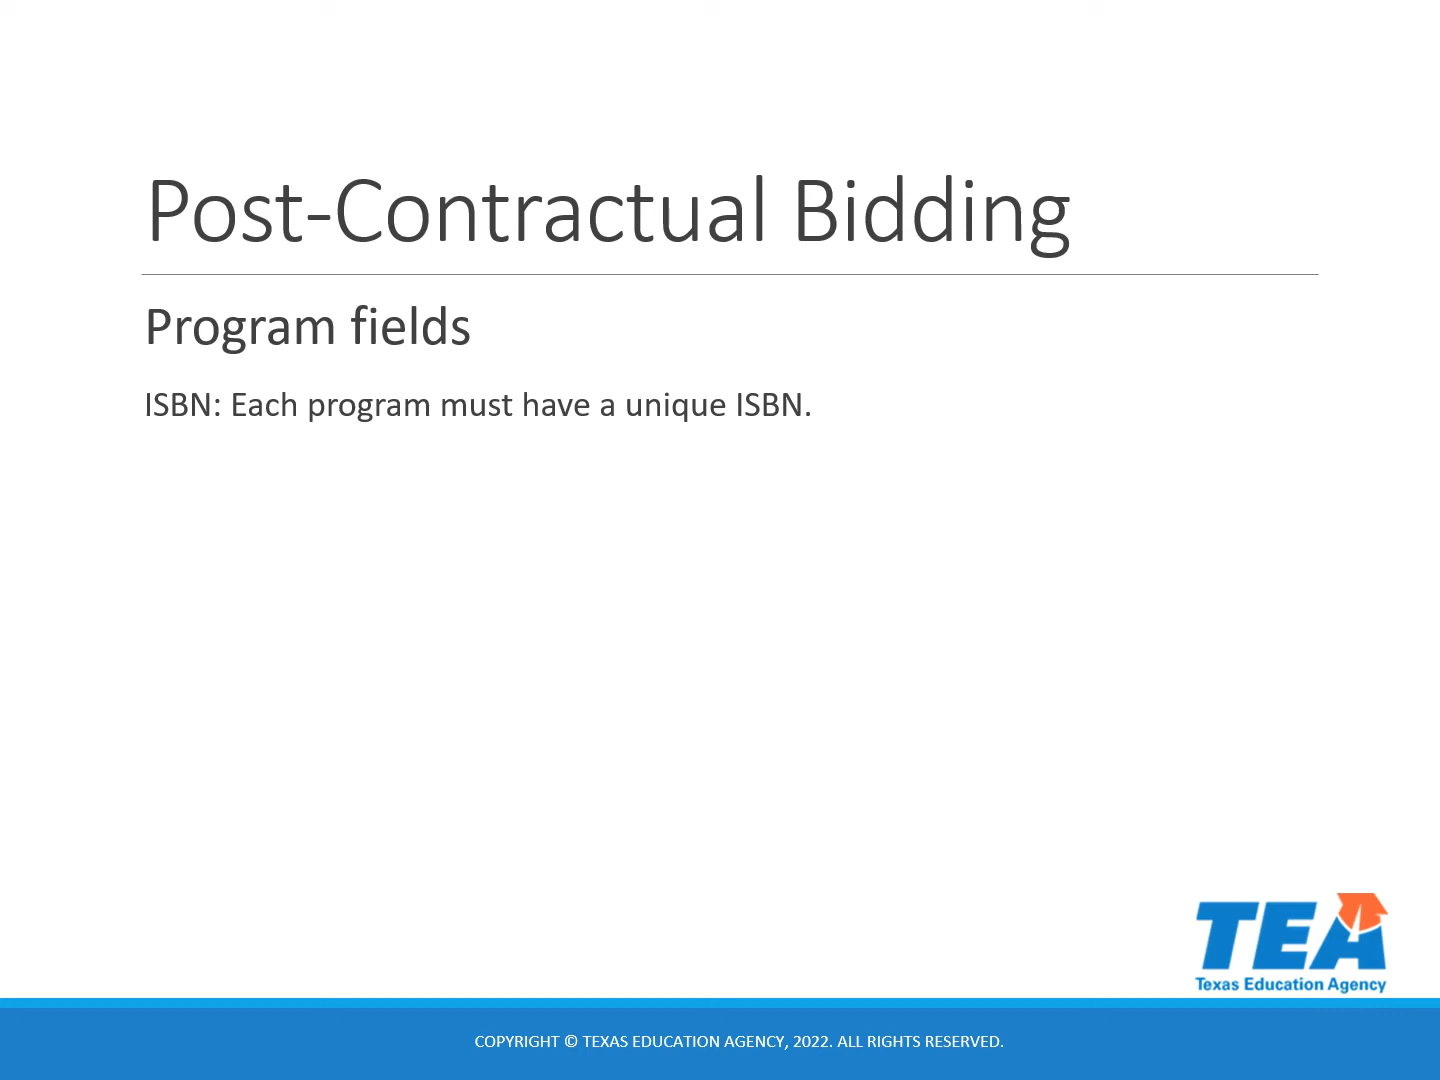 Post-Contractual Bidding
Program fields
ISBN: Each program must have a unique ISBN.
TEA
Texas Education Agency
COPYRIGHT © TEXAS EDUCATION AGENCY, 2022. ALL RIGHTS RESERVED.